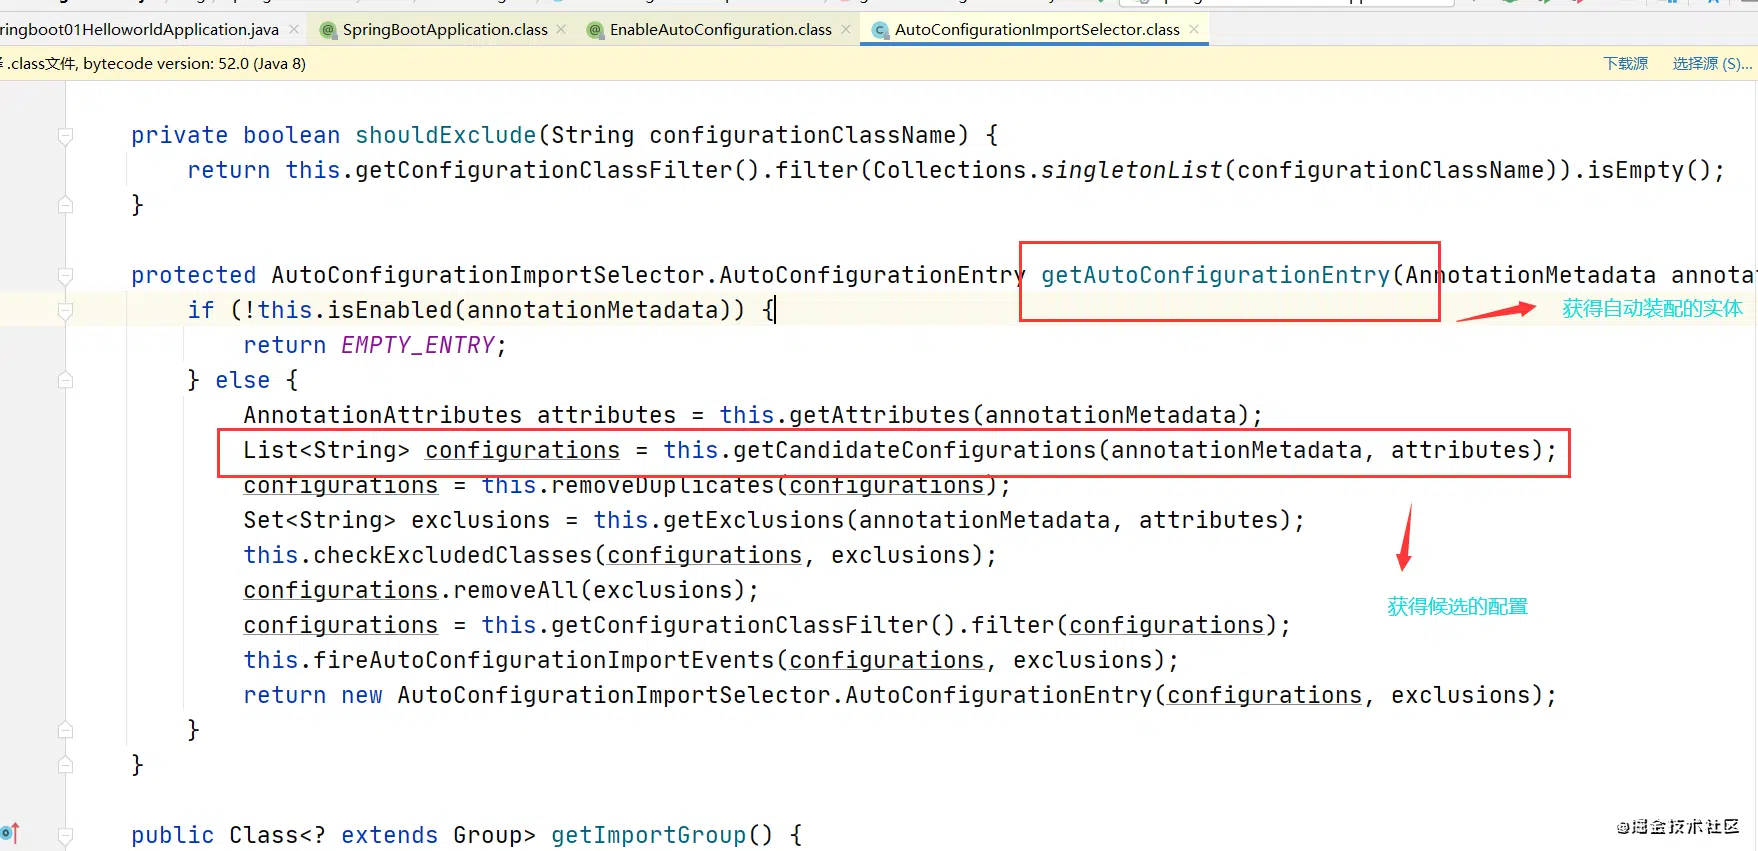 ringboot01HelloworldApplication.java
SpringBootApplication.class
EnableAutoConfiguration.class
AutoConfigurationImportSelector.class
.class文件, bytecode version: 52.0 (Java 8)
下载源
选择源 (S)...
private boolean shouldExclude(String configurationClassName) {
return this.getConfigurationClassFilter().filter(Collections.singletonList(configurationClassName)).isEmpty();
}
protected AutoConfigurationImportSelector.AutoConfigurationEntry getAutoConfigurationEntry(AnnotationMetadata annotat
if (!this.isEnabled(annotationMetadata)) {
获得自动装配的实体
return EMPTY_ENTRY;
} else {
AnnotationAttributes attributes = this.getAttributes(annotationMetadata);
List<String> configurations = this.getCandidateConfigurations(annotationMetadata, attributes);
configurations = this.removeDuplicates(configurations);
Set<String> exclusions = this.getExclusions(annotationMetadata, attributes);
this.checkExcludedClasses(configurations, exclusions);
configurations.removeAll(exclusions);
获得候选的配置
configurations = this.getConfigurationClassFilter().filter(configurations);
this.fireAutoConfigurationImportEvents(configurations, exclusions);
return new AutoConfigurationImportSelector.AutoConfigurationEntry(configurations, exclusions);
}
}
public Class<? extends Group> getImportGroup() {
@掘金技术社区